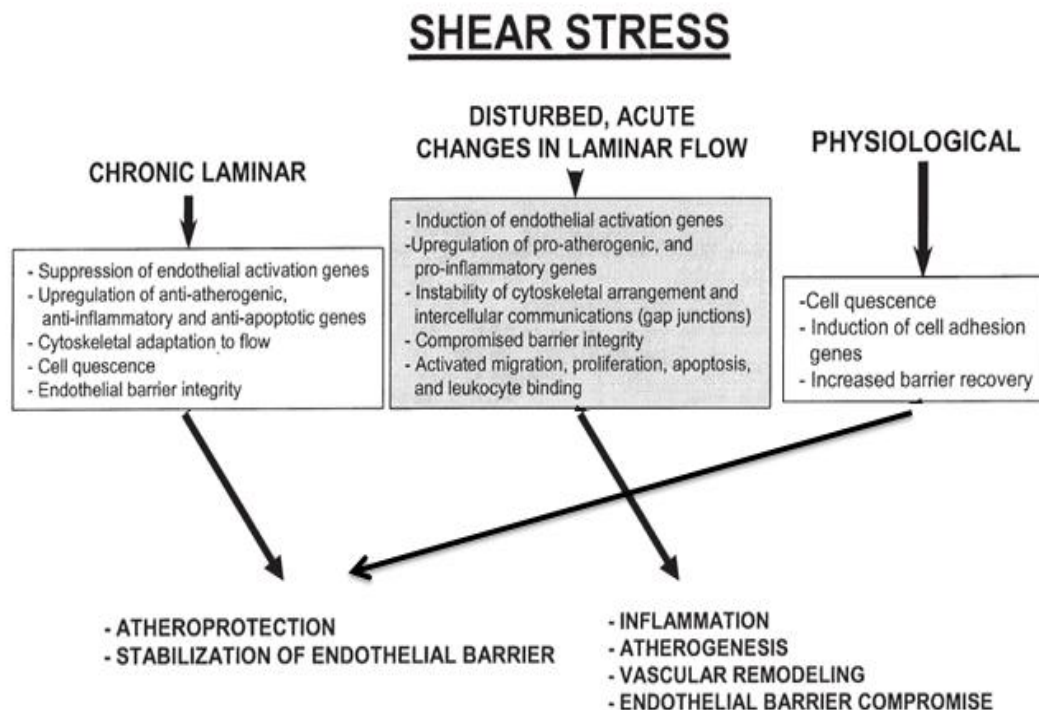 SHEAR STRESS
CHRONIC LAMINAR
- Suppression of endothelial activation genes
- Upregulation of anti-atherogenic,
anti-inflammatory and anti-apoptotic genes
- Cytoskeletal adaptation to flow
- Cell quescence
- Endothelial barrier integrity
DISTURBED, ACUTE
CHANGES IN LAMINAR FLOW
- Induction of endothelial activation genes
-Upregulation of pro-atherogenic, and
pro-inflammatory genes
- Instability of cytoskeletal arrangement and
intercellular communications (gap junctions)
- Compromised barrier integrity
- Activated migration, proliferation, apoptosis,
and leukocyte binding
PHYSIOLOGICAL
-Cell quescence
- Induction of cell adhesion
genes
- Increased barrier recovery
- ATHEROPROTECTION
- STABILIZATION OF ENDOTHELIAL BARRIER
- INFLAMMATION
- ATHEROGENESIS
- VASCULAR REMODELING
- ENDOTHELIAL BARRIER COMPROMISE